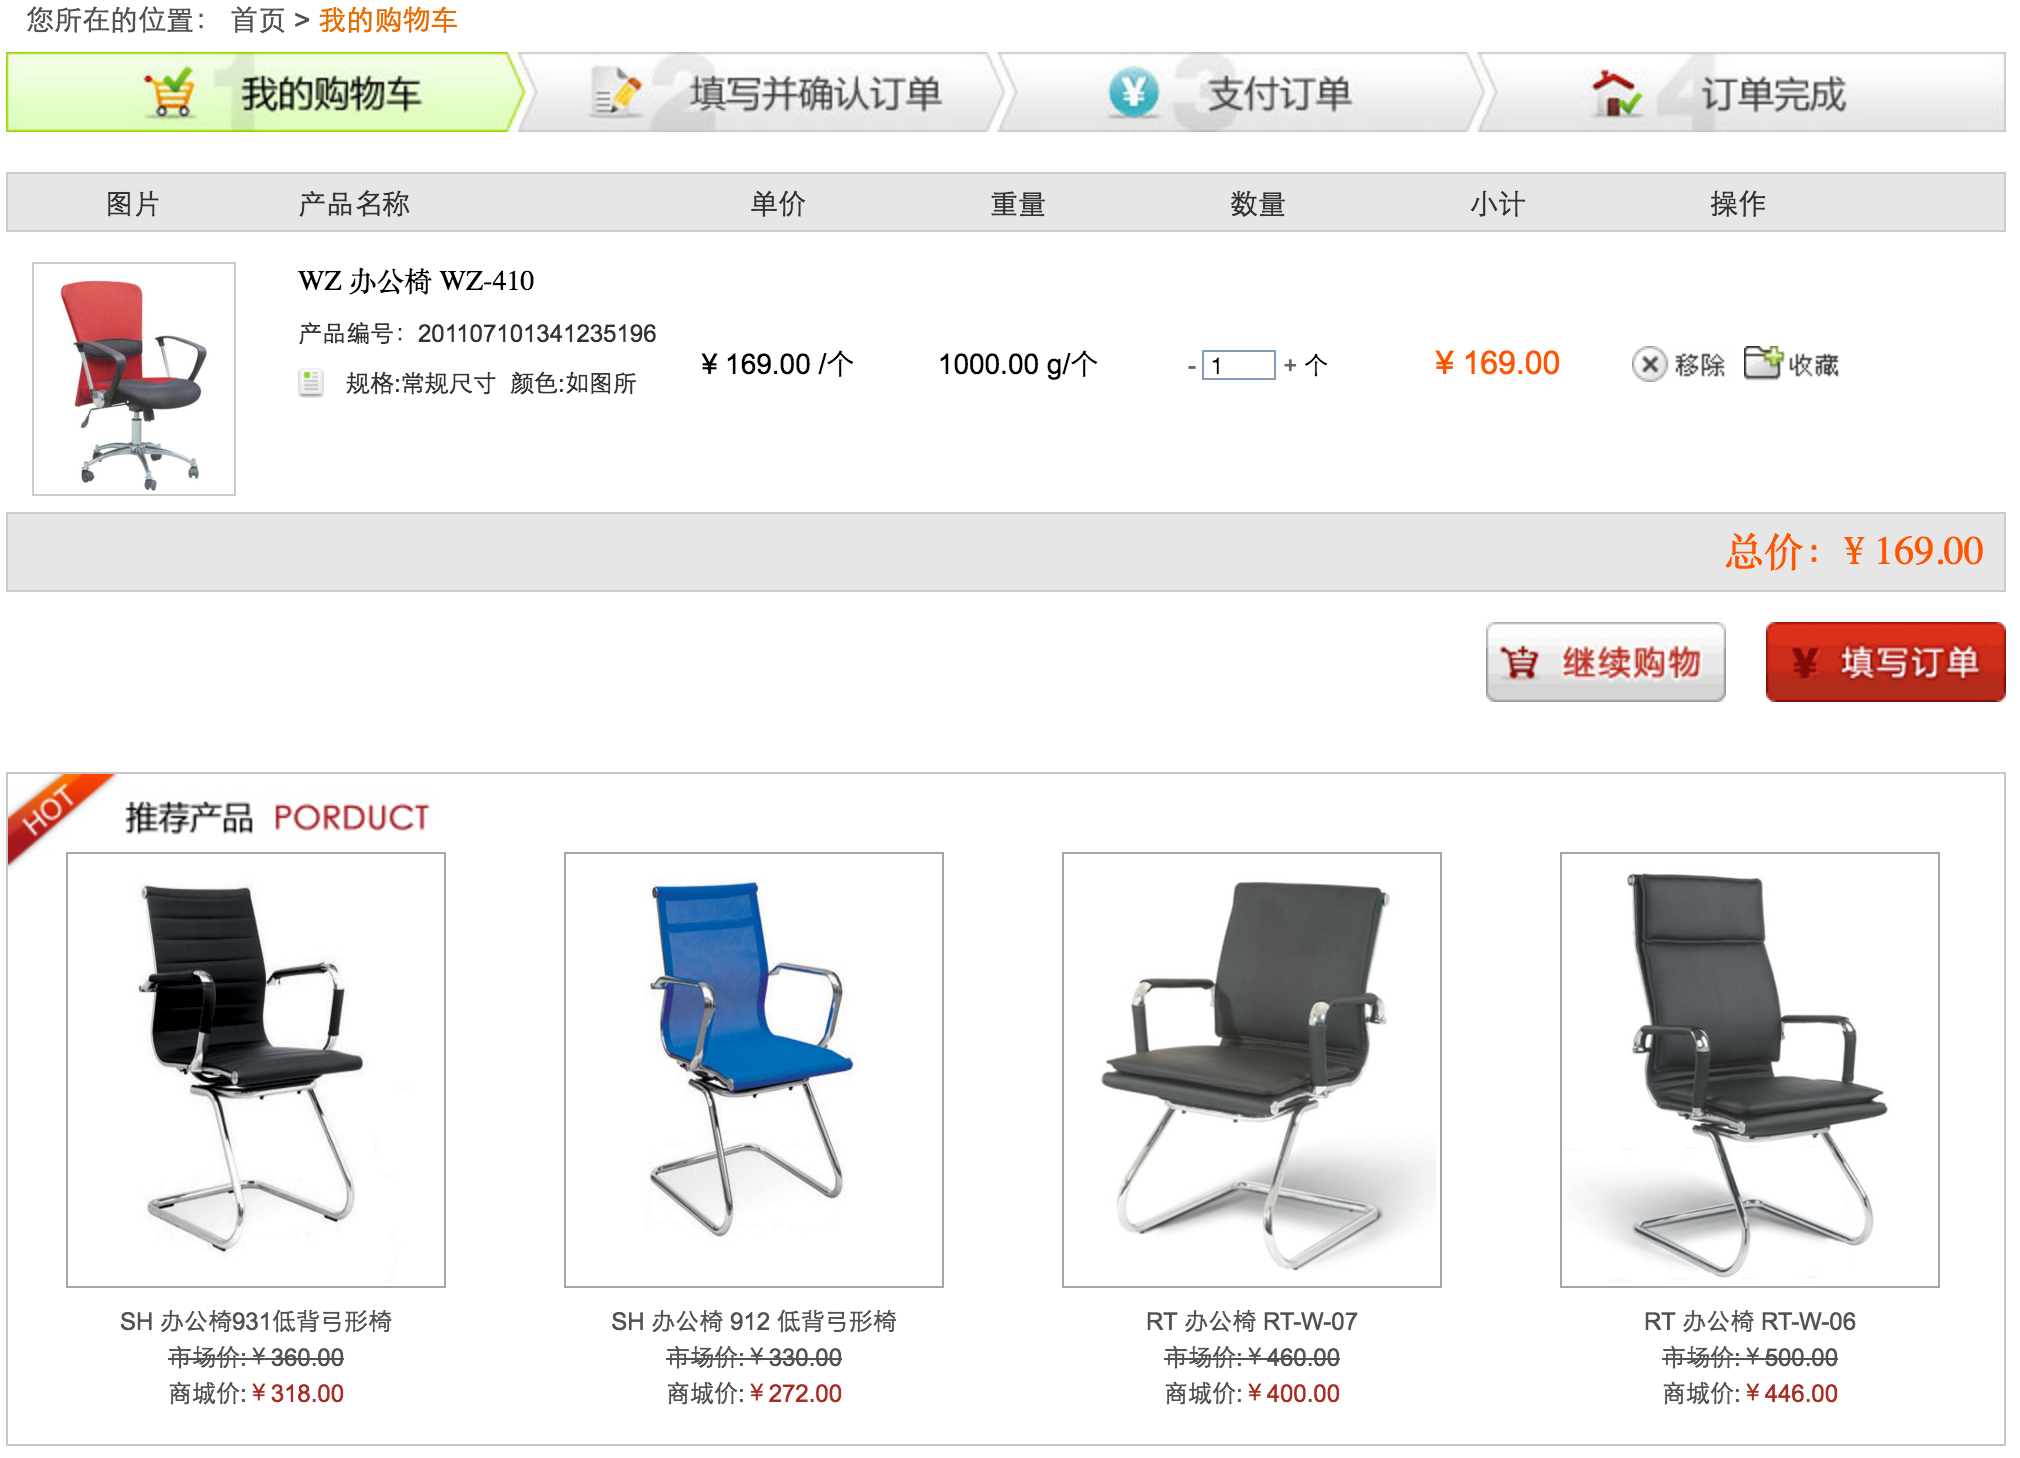 您所在的位置： 首页 > 我的购物车
1 我的购物车 2 填写并确认订单 3 支付订单 4 订单完成
图片 产品名称 单价 重量 数量 小计 操作
WZ 办公椅 WZ-410
产品编号：201107101341235196
规格:常规尺寸 颜色:如图所
¥ 169.00 /个 1000.00 g/个 - 1 + 个 ¥ 169.00 移除 收藏
总价：¥ 169.00
继续购物 ¥ 填写订单
HOT 推荐产品 PORDUCT
SH 办公椅931低背弓形椅 SH 办公椅 912 低背弓形椅 RT 办公椅 RT-W-07 RT 办公椅 RT-W-06
市场价:¥360.00 市场价:¥330.00 市场价:¥460.00 市场价:¥500.00
商城价:¥318.00 商城价:¥272.00 商城价:¥400.00 商城价:¥446.00